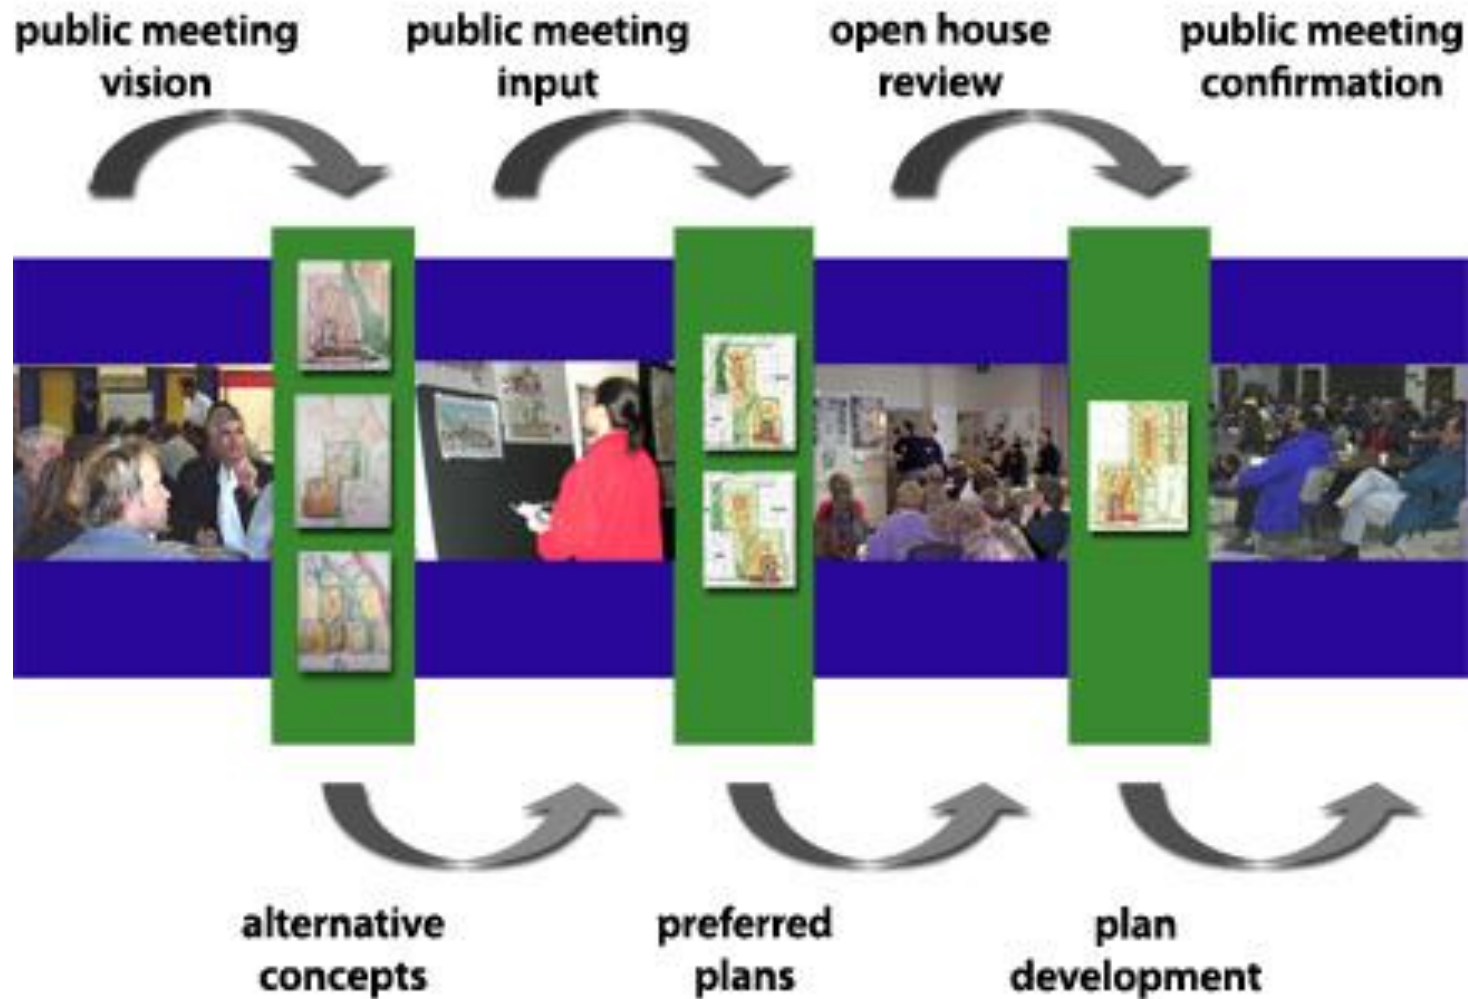 public meeting
vision
public meeting
input
open house
review
public meeting
confirmation
alternative
concepts
preferred
plans
plan
development